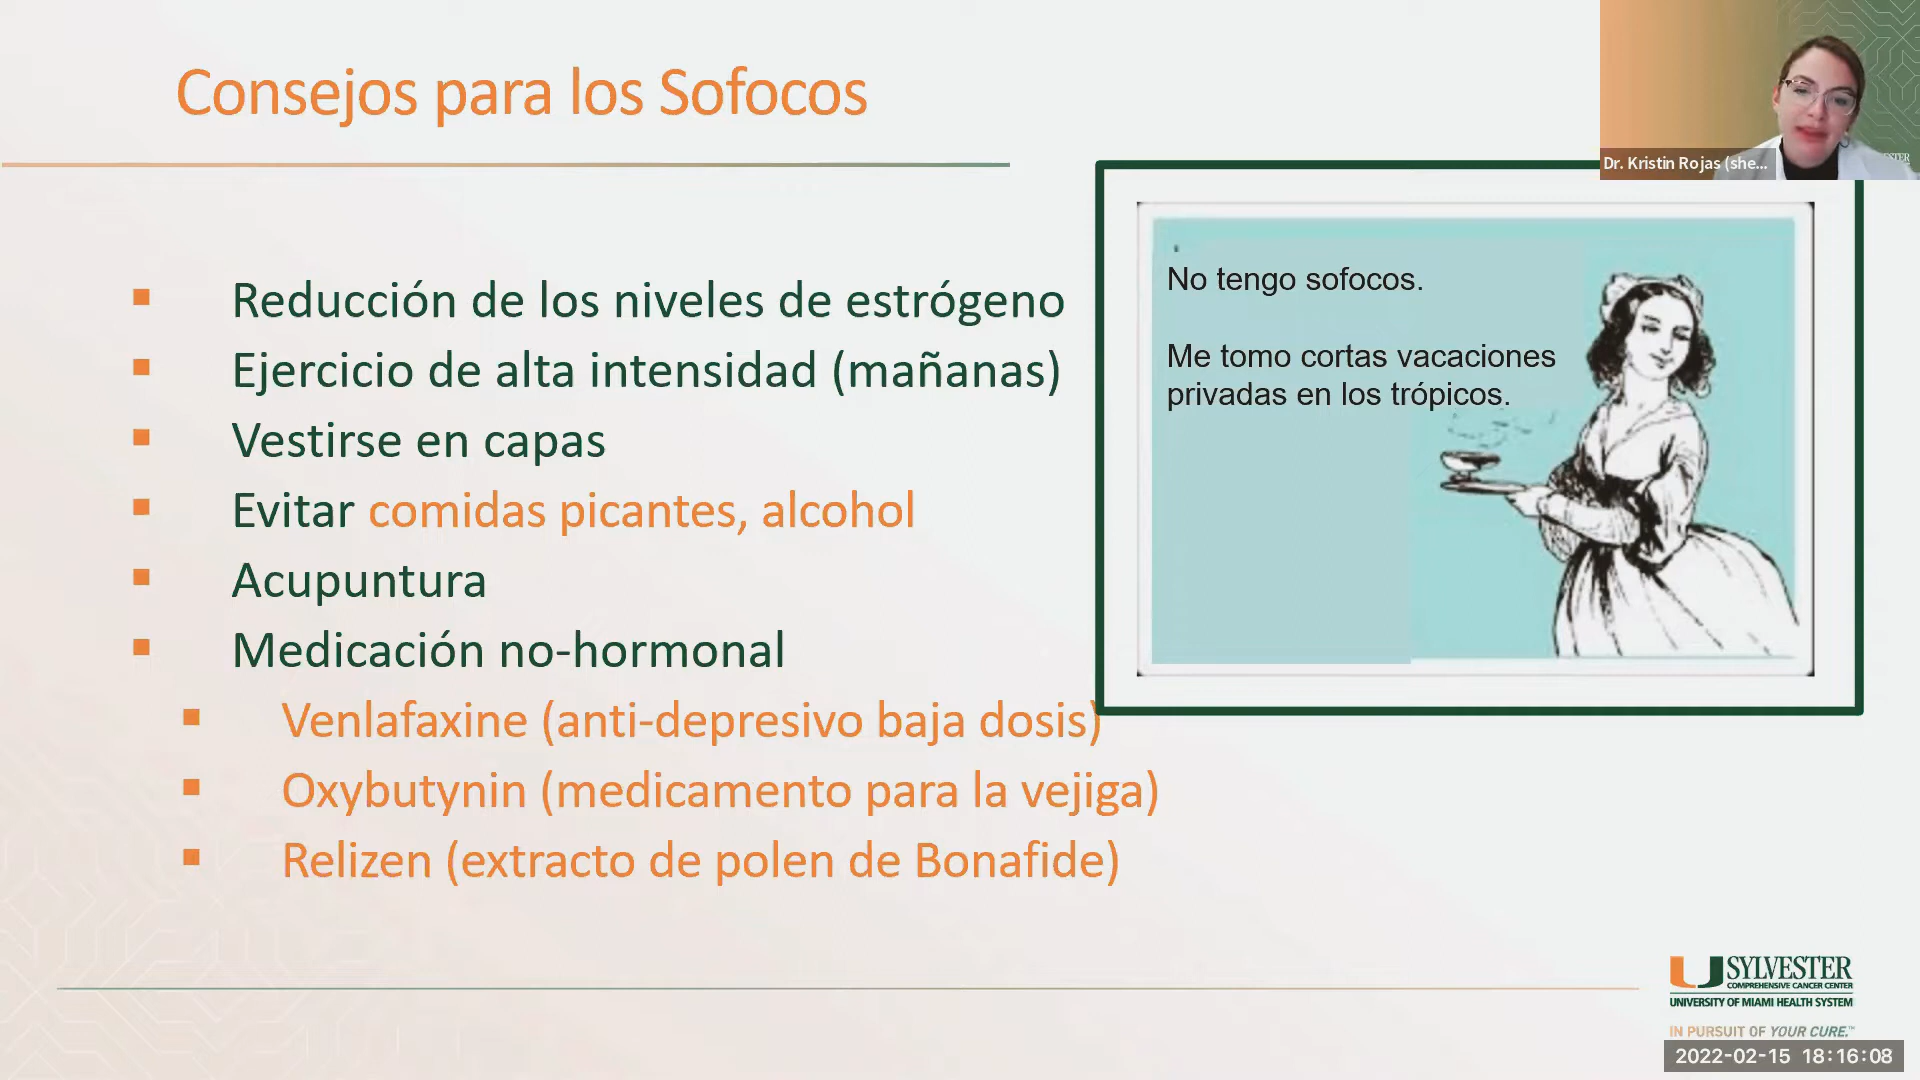 Consejos para los Sofocos
Dr. Kristin Rojas (she...
Reducción de los niveles de estrógeno
Ejercicio de alta intensidad (mañanas)
Vestirse en capas
Evitar comidas picantes, alcohol
Acupuntura
Medicación no-hormonal
Venlafaxine (anti-depresivo baja dosis)
Oxybutynin (medicamento para la vejiga)
Relizen (extracto de polen de Bonafide)
No tengo sofocos.
Me tomo cortas vacaciones
privadas en los trópicos.
SYLVESTER
COMPREHENSIVE CANCER CENTER
UNIVERSITY OF MIAMI HEALTH SYSTEM
IN PURSUIT OF YOUR CURE.™
2022-02-15 18:16:08